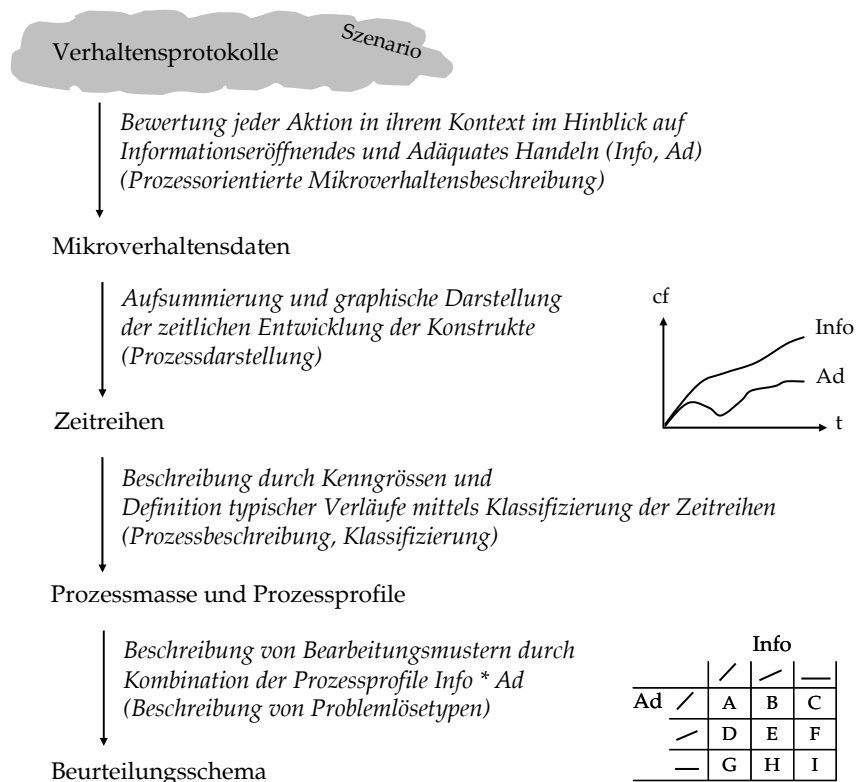 Szenario
Verhaltensprotokolle
Bewertung jeder Aktion in ihrem Kontext im Hinblick auf
Informationseröffnendes und Adäquates Handeln (Info, Ad)
(Prozessorientierte Mikroverhaltensbeschreibung)
Mikroverhaltensdaten
Aufsummierung und graphische Darstellung
der zeitlichen Entwicklung der Konstrukte
(Prozessdarstellung)
cf
Info
Ad
t
Zeitreihen
Beschreibung durch Kenngrössen und
Definition typischer Verläufe mittels Klassifizierung der Zeitreihen
(Prozessbeschreibung, Klassifizierung)
Prozessmasse und Prozessprofile
Beschreibung von Bearbeitungsmustern durch
Kombination der Prozessprofile Info * Ad
(Beschreibung von Problemlösetypen)
Info
Ad A B C
D E F
G H I
Beurteilungsschema